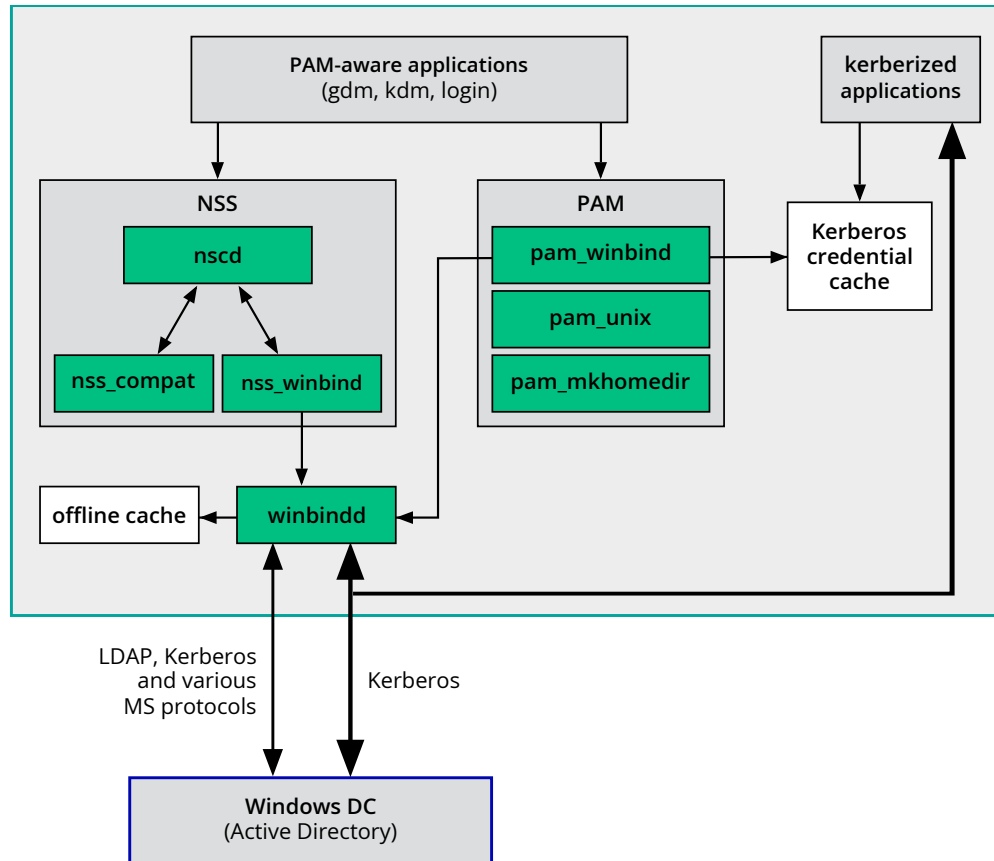 PAM-aware applications
(gdm, kdm, login)
kerberized
applications
NSS
nscd
nss_compat
nss_winbind
PAM
pam_winbind
pam_unix
pam_mkhomedir
Kerberos
credential
cache
offline cache
winbindd
LDAP, Kerberos
and various
MS protocols
Kerberos
Windows DC
(Active Directory)